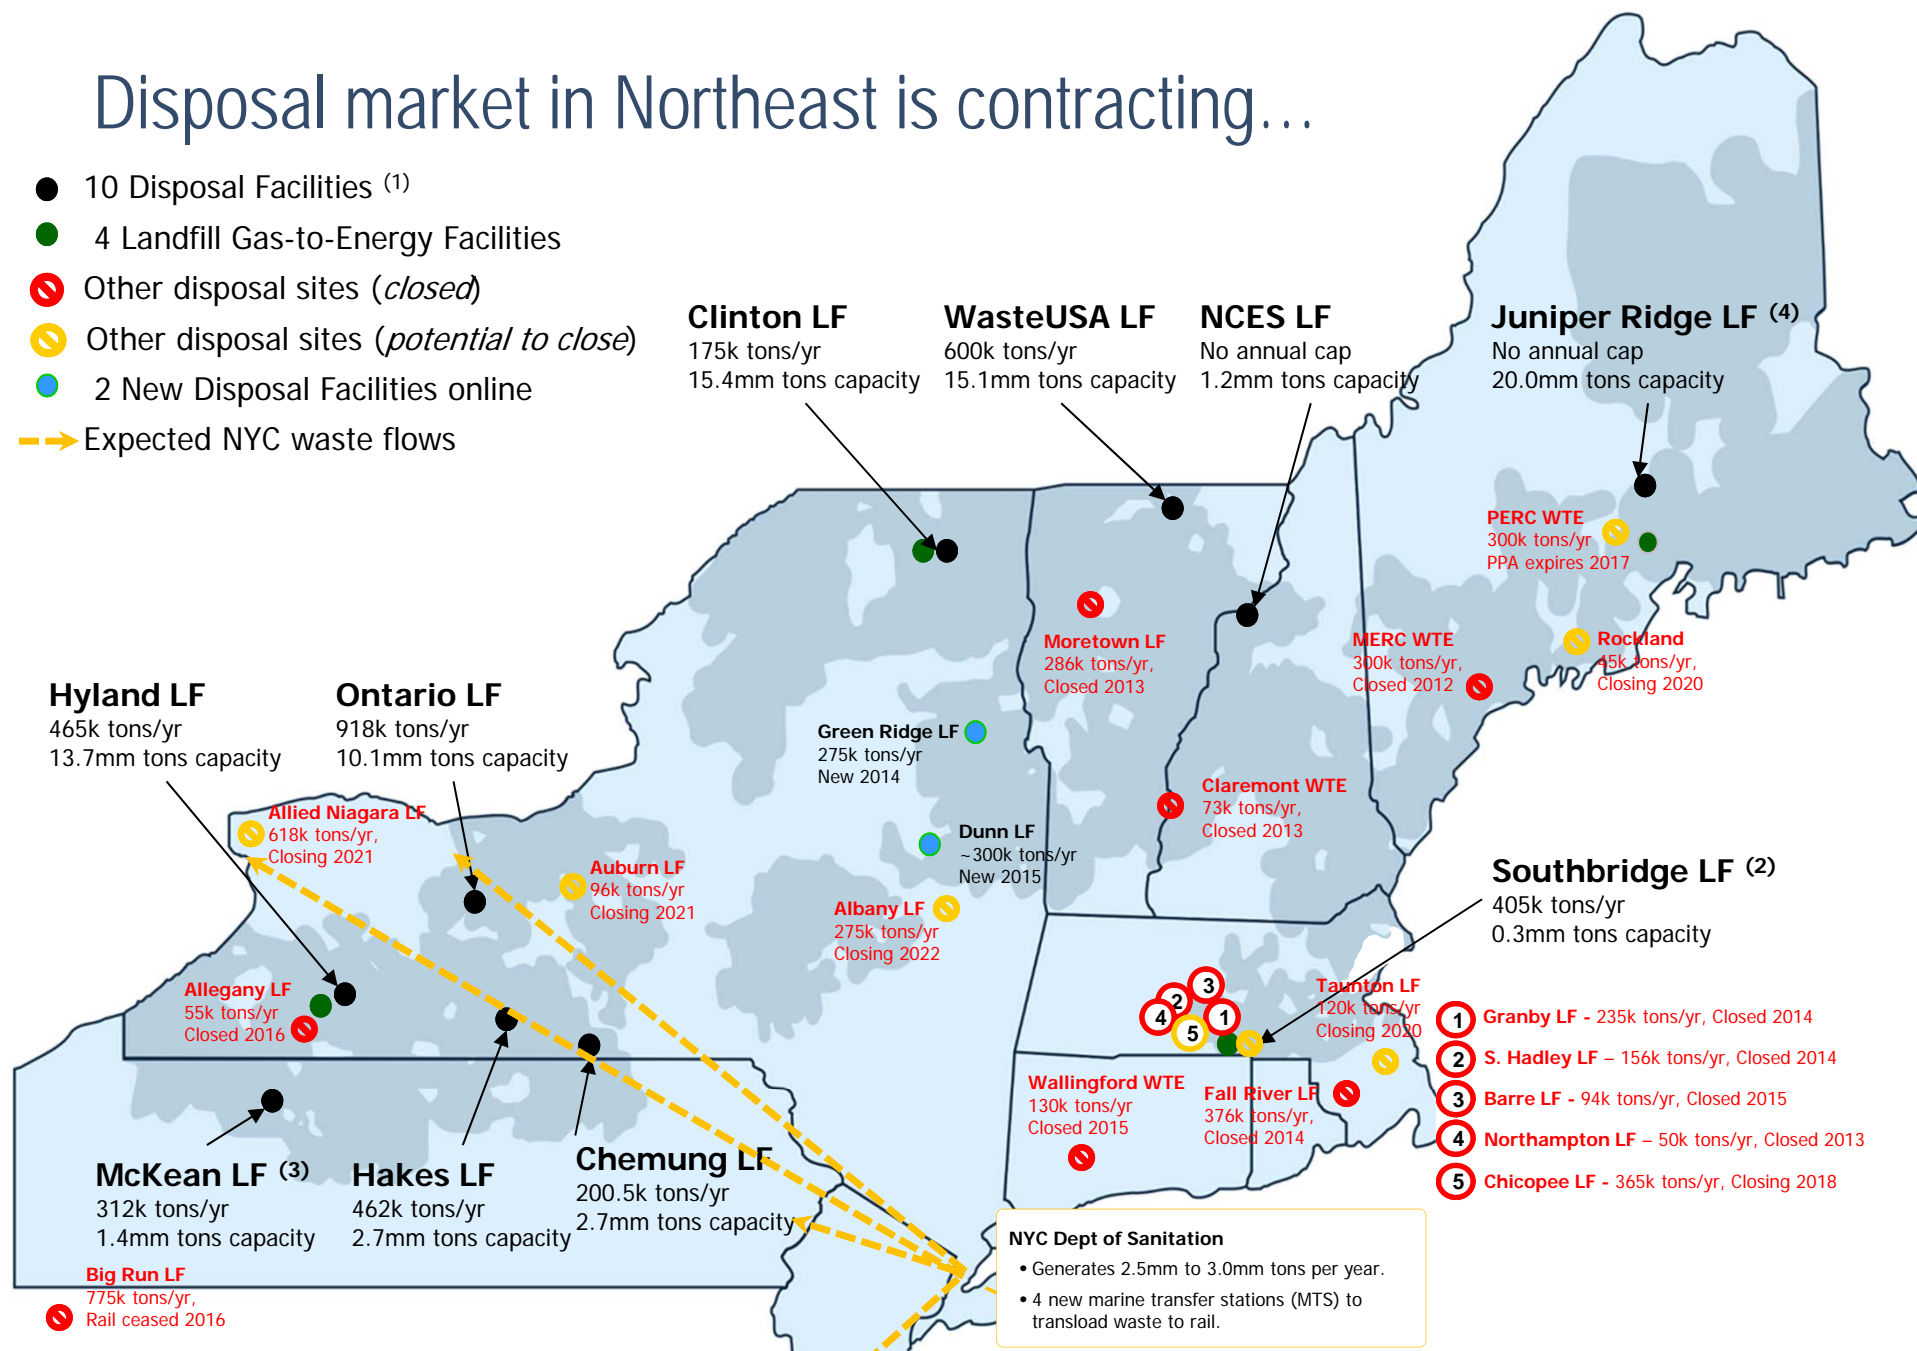 Disposal market in Northeast is contracting...
10 Disposal Facilities (1)
4 Landfill Gas-to-Energy Facilities
Other disposal sites (closed)
Other disposal sites (potential to close)
2 New Disposal Facilities online
Expected NYC waste flows
Clinton LF
175k tons/yr
15.4mm tons capacity
WasteUSA LF
600k tons/yr
15.1mm tons capacity
NCES LF
No annual cap
1.2mm tons capacity
Juniper Ridge LF (4)
No annual cap
20.0mm tons capacity
PERC WTE
300k tons/yr
PPA expires 2017
Moretown LF
286k tons/yr,
Closed 2013
MERC WTE
300k tons/yr,
Closed 2012
Rockland
45k tons/yr,
Closing 2020
Hyland LF
465k tons/yr
13.7mm tons capacity
Ontario LF
918k tons/yr
10.1mm tons capacity
Green Ridge LF
275k tons/yr
New 2014
Claremont WTE
73k tons/yr,
Closed 2013
Allied Niagara LF
618k tons/yr,
Closing 2021
Dunn LF
~300k tons/yr
New 2015
Auburn LF
96k tons/yr
Closing 2021
Albany LF
275k tons/yr
Closing 2022
Southbridge LF (2)
405k tons/yr
0.3mm tons capacity
Allegany LF
55k tons/yr
Closed 2016
3
2
4
1
5
Taunton LF
120k tons/yr
Closing 2020
1 Granby LF - 235k tons/yr, Closed 2014
2 S. Hadley LF – 156k tons/yr, Closed 2014
3 Barre LF - 94k tons/yr, Closed 2015
4 Northampton LF – 50k tons/yr, Closed 2013
5 Chicopee LF - 365k tons/yr, Closing 2018
Wallingford WTE
130k tons/yr
Closed 2015
Fall River LF
376k tons/yr,
Closed 2014
McKean LF (3)
312k tons/yr
1.4mm tons capacity
Hakes LF
462k tons/yr
2.7mm tons capacity
Chemung LF
200.5k tons/yr
2.7mm tons capacity
Big Run LF
775k tons/yr,
Rail ceased 2016
NYC Dept of Sanitation
• Generates 2.5mm to 3.0mm tons per year.
• 4 new marine transfer stations (MTS) to
transload waste to rail.